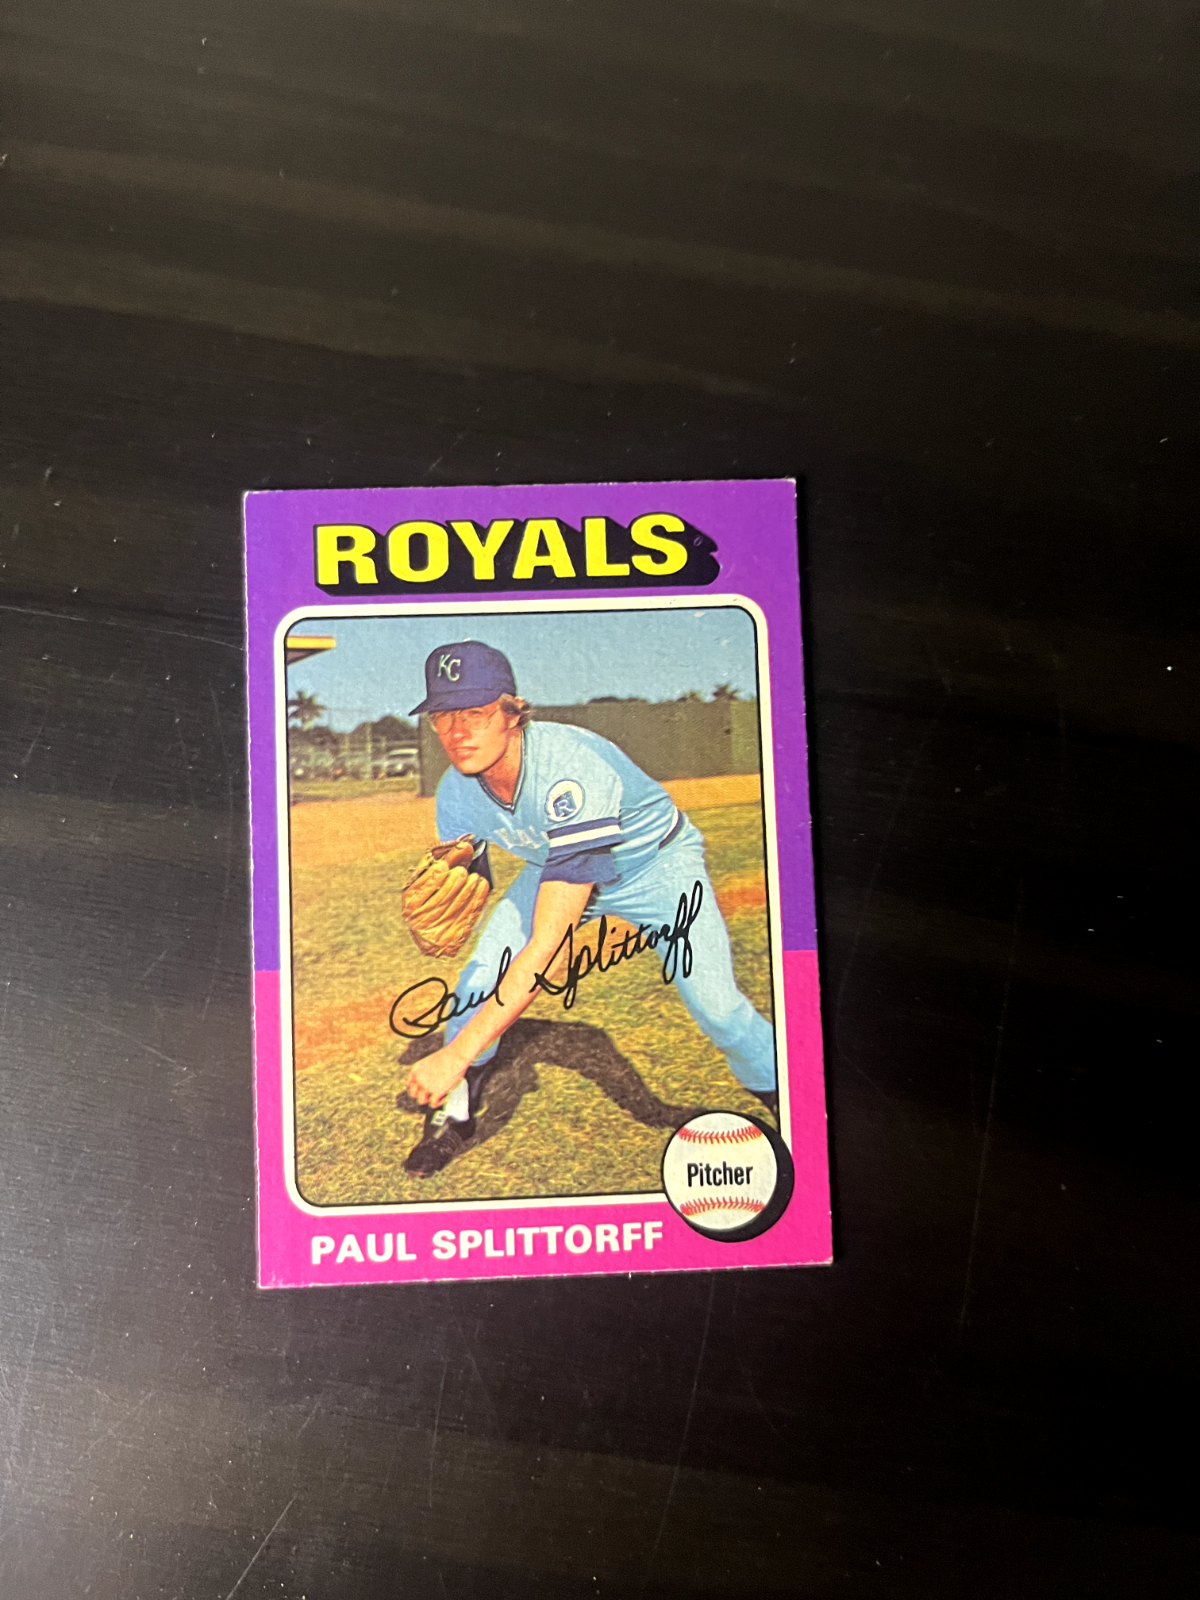 ROYALS
KC
R
Paul Splittorff
Pitcher
PAUL SPLITTORFF